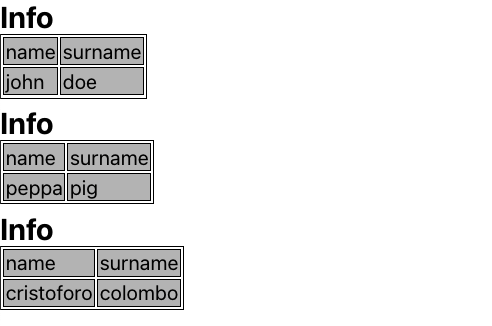 Info
name surname
john doe
Info
name surname
peppa pig
Info
name surname
cristoforo colombo